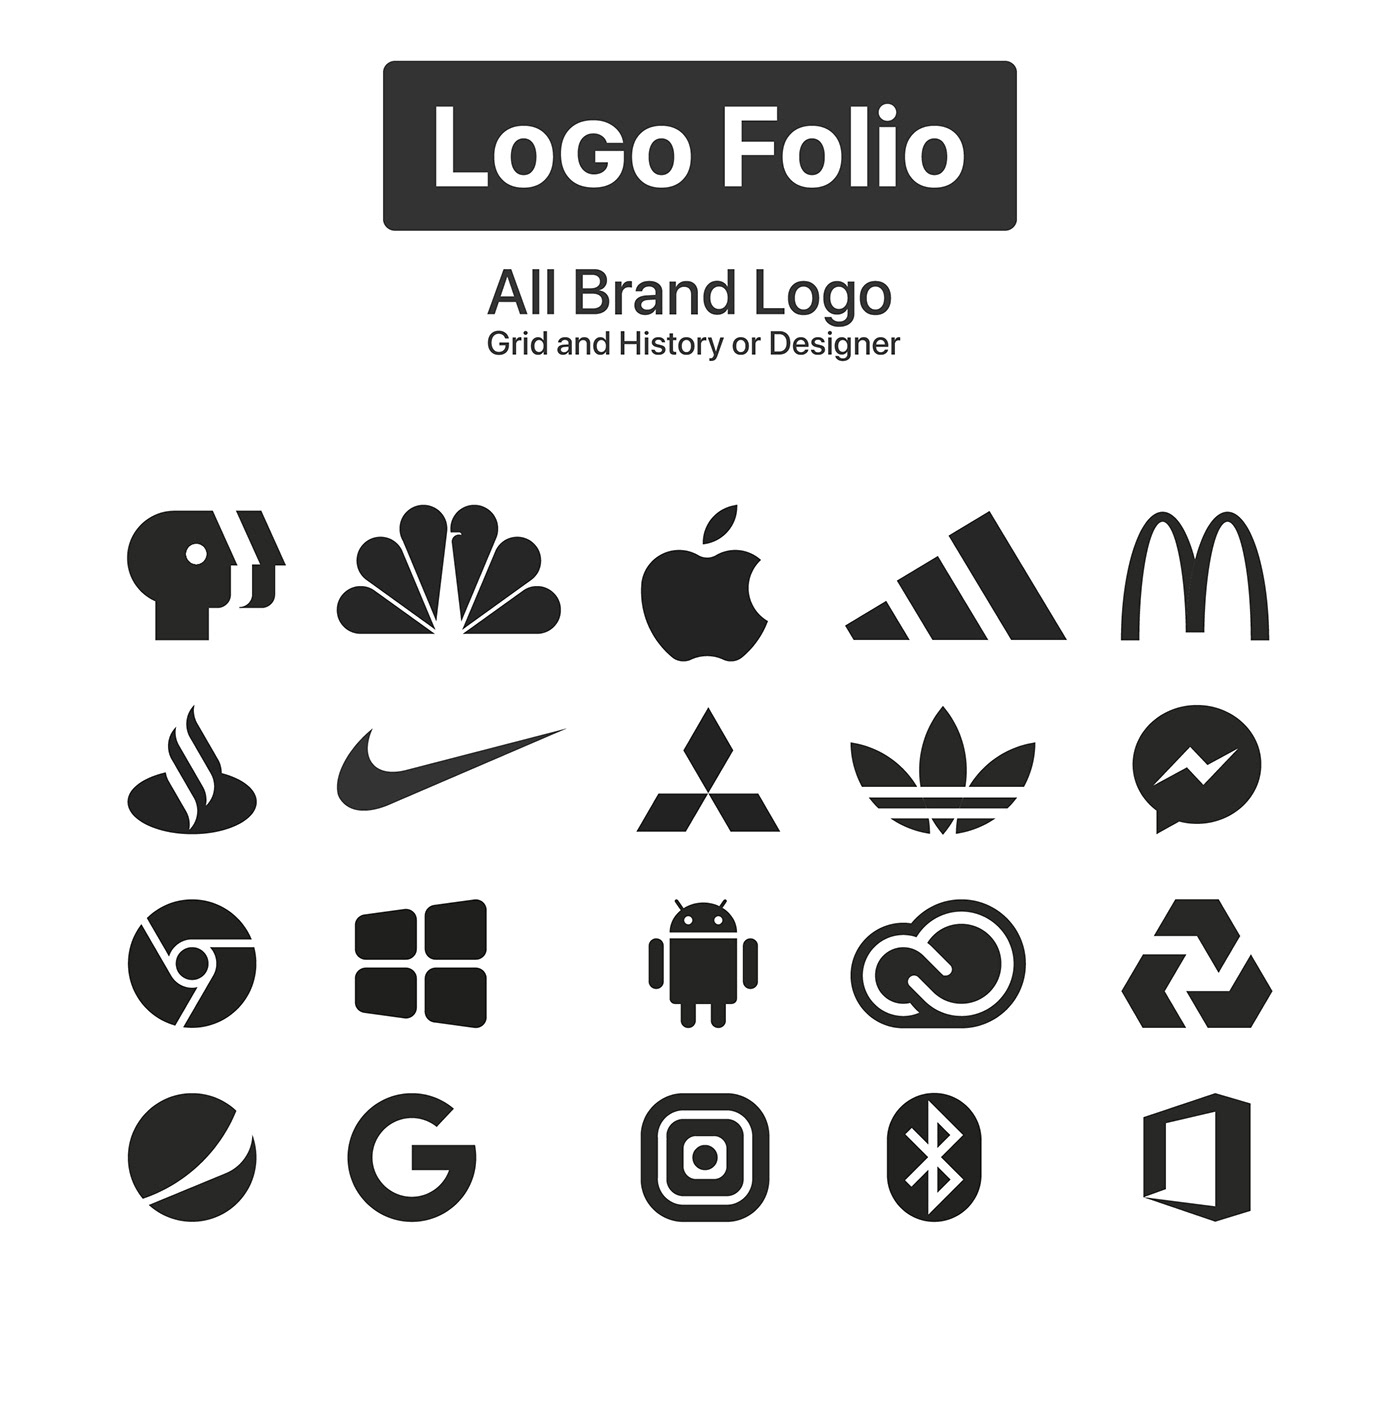 LoGo Folio
All Brand Logo
Grid and History or Designer